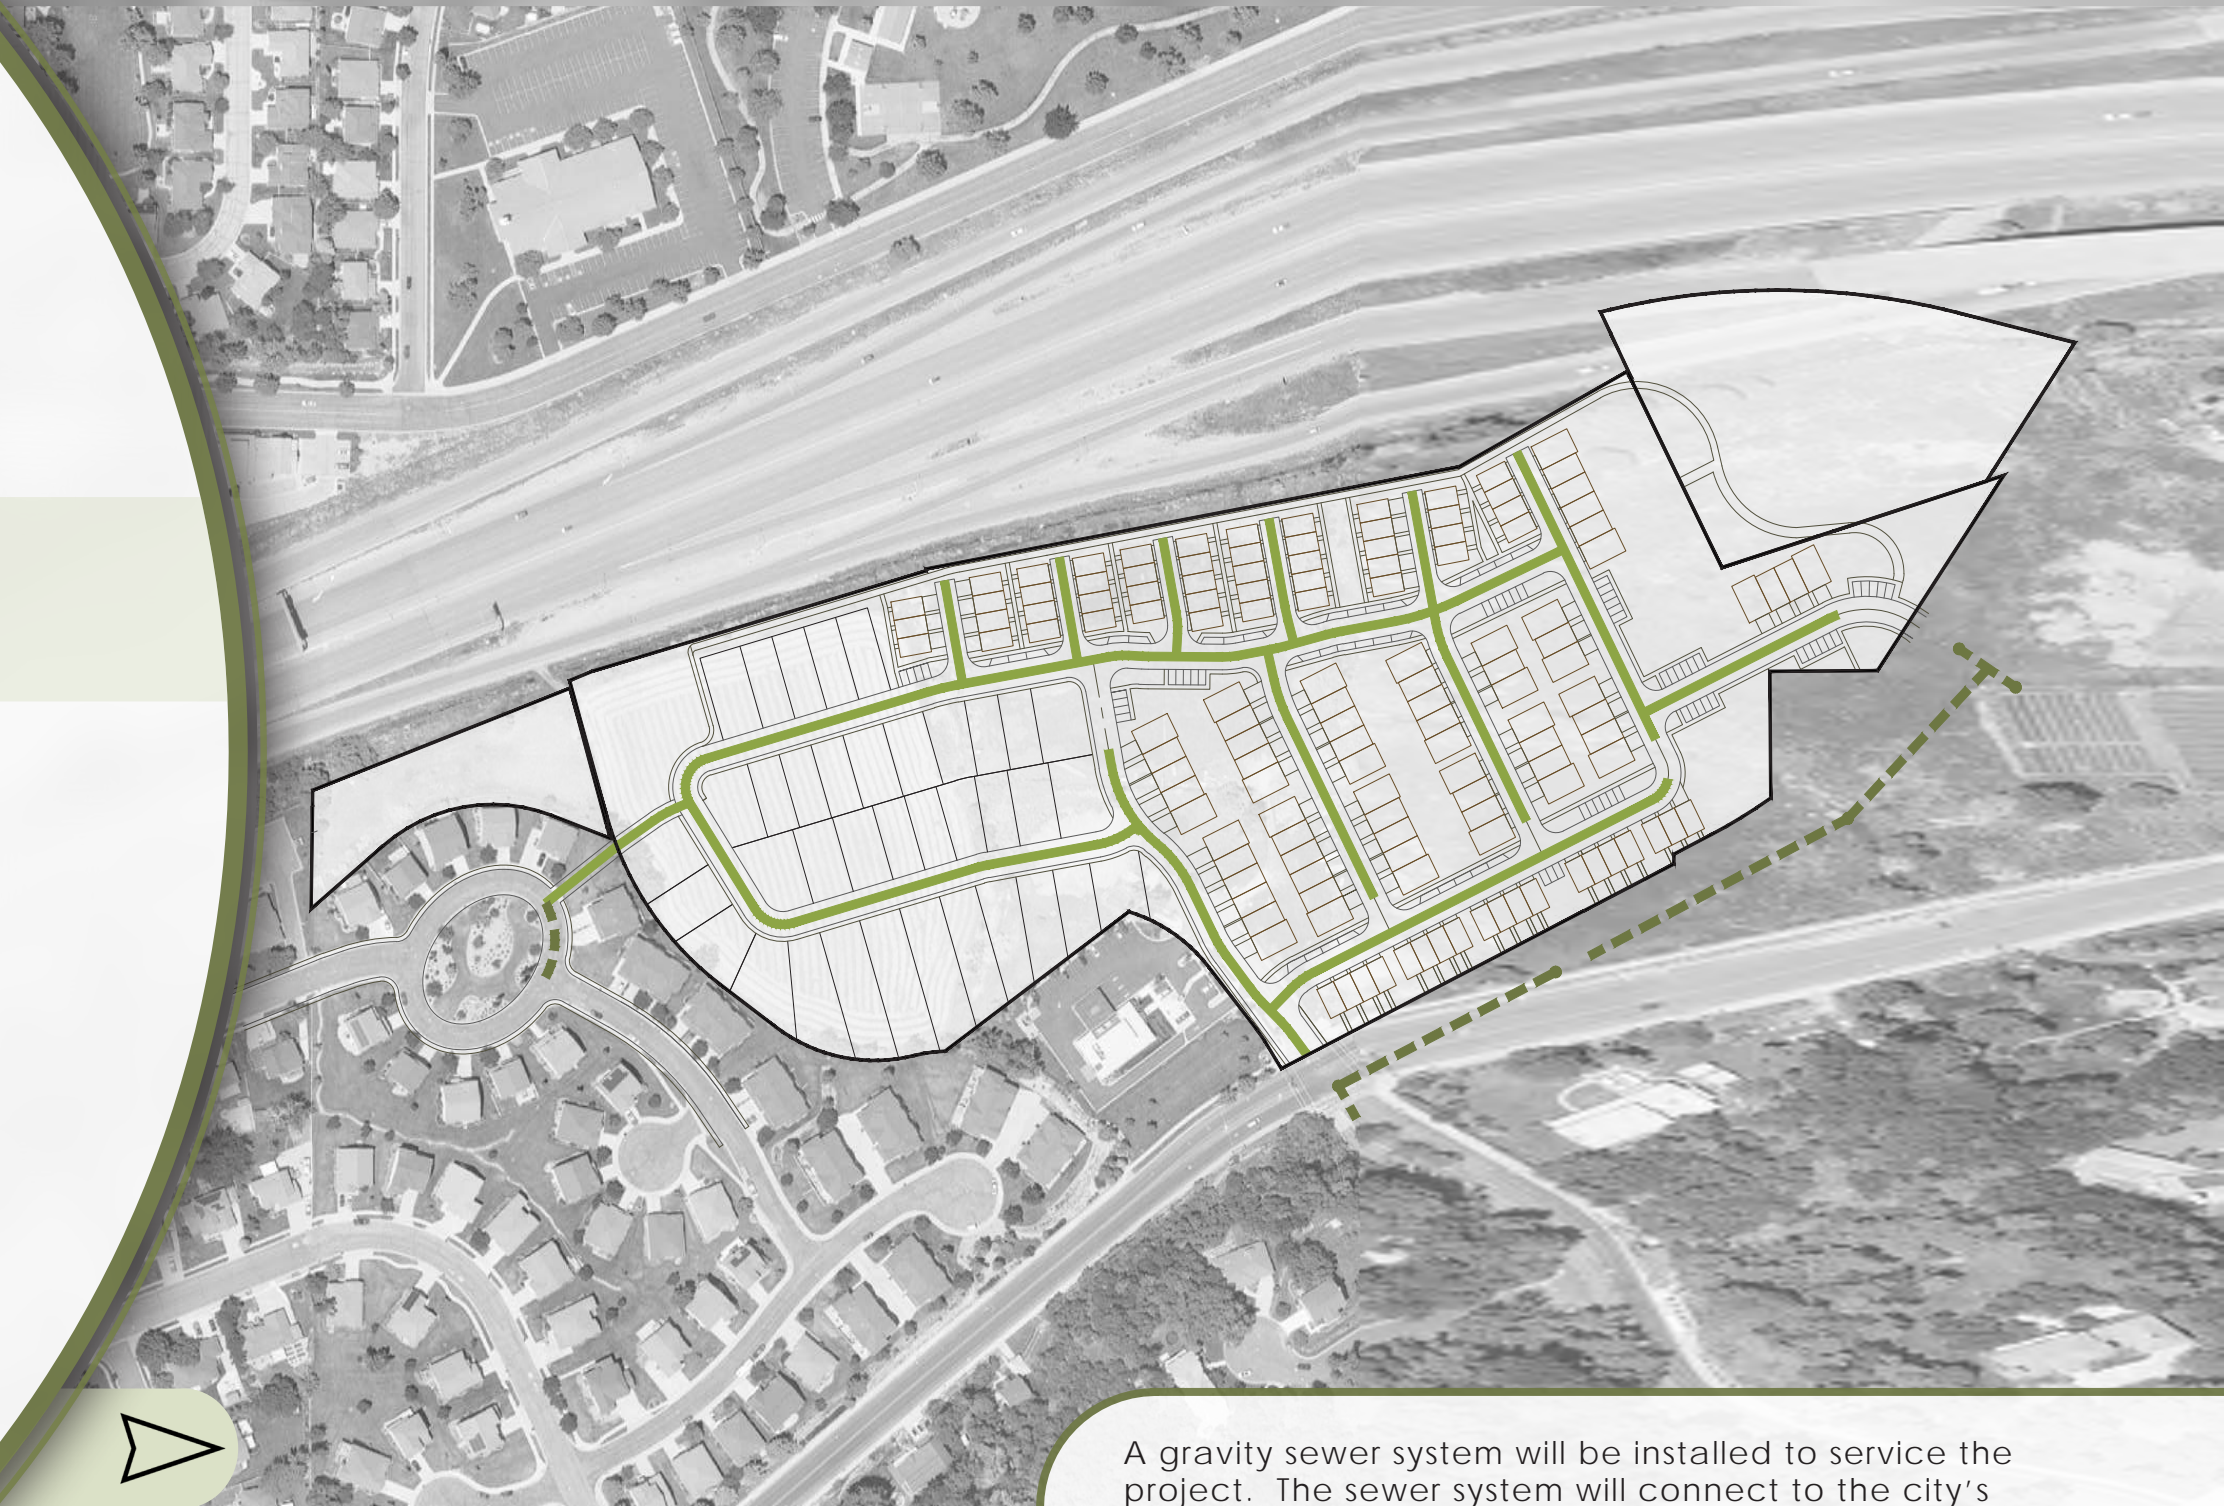 A gravity sewer system will be installed to service the
project. The sewer system will connect to the city's